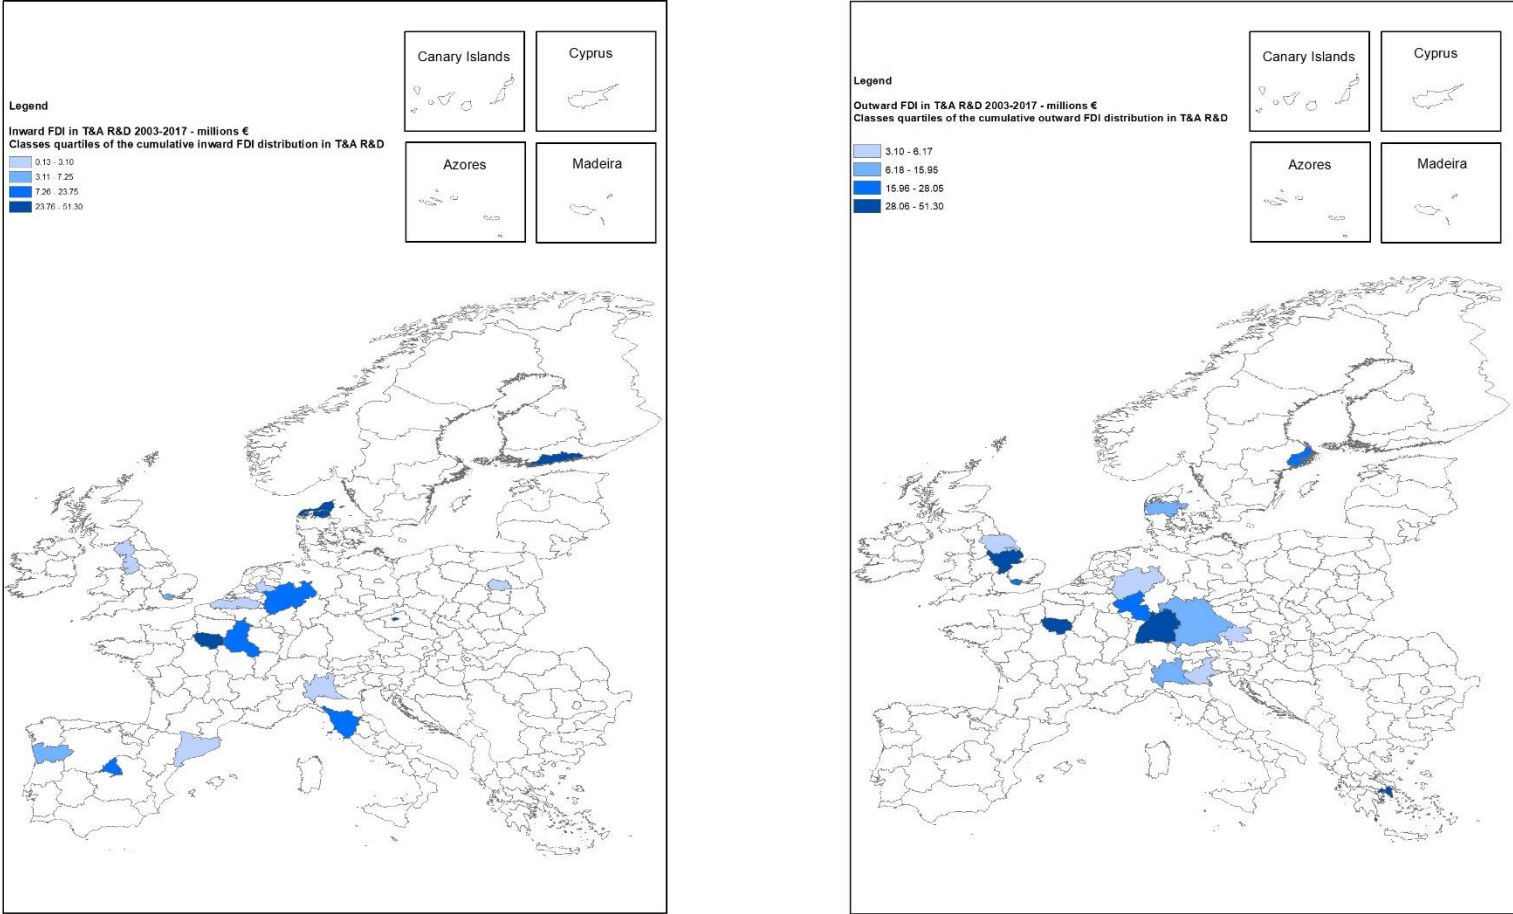 Canary Islands
Cyprus
Legend
Inward FDI in T&A R&D 2003-2017 - millions €
Classes quartiles of the cumulative inward FDI distribution in T&A R&D
0.13 - 3.10
3.11 - 7.25
7.26 - 23.75
23.76 - 51.30
Azores
Madeira
Canary Islands
Cyprus
Legend
Outward FDI in T&A R&D 2003-2017 - millions €
Classes quartiles of the cumulative outward FDI distribution in T&A R&D
3.10 - 6.17
6.18 - 15.95
15.96 - 28.05
28.06 - 51.30
Azores
Madeira